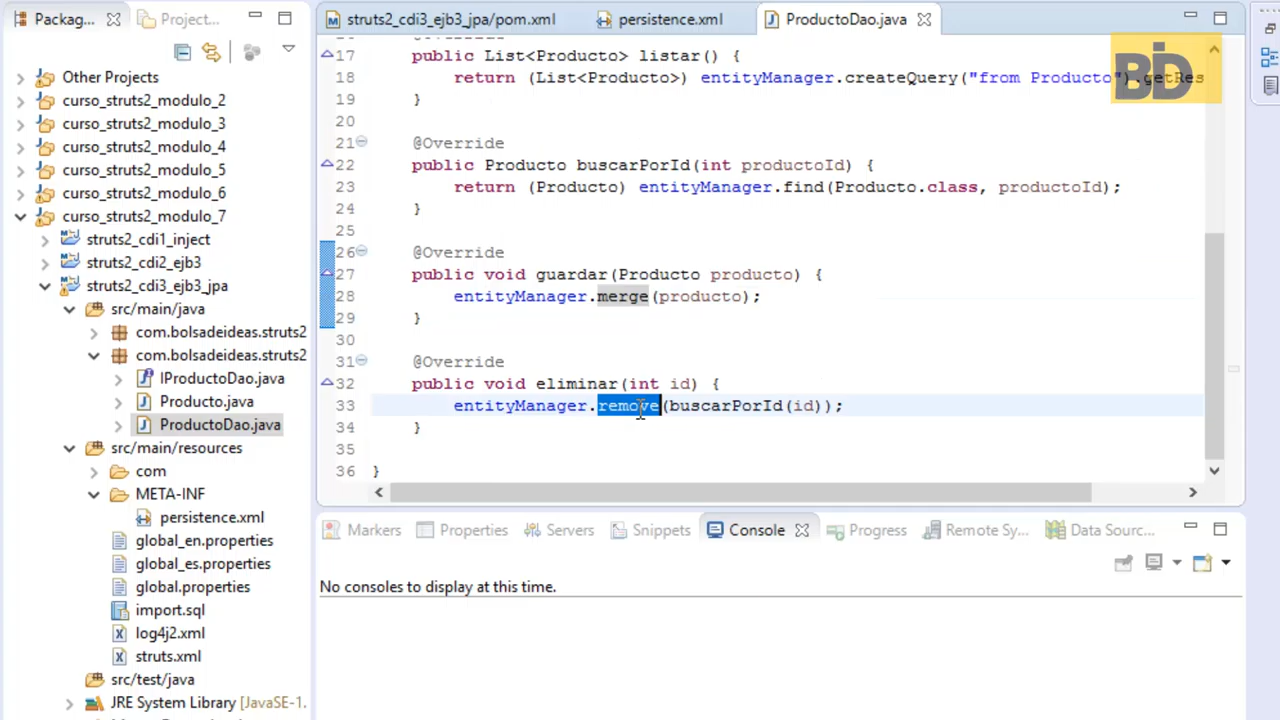 Packag...
Project...
Other Projects
curso_struts2_modulo_2
curso_struts2_modulo_3
curso_struts2_modulo_4
curso_struts2_modulo_5
curso_struts2_modulo_6
curso_struts2_modulo_7
struts2_cdi1_inject
struts2_cdi2_ejb3
struts2_cdi3_ejb3_jpa
src/main/java
com.bolsadeideas.struts2
com.bolsadeideas.struts2
IProductoDao.java
Producto.java
ProductoDao.java
src/main/resources
com
META-INF
persistence.xml
global_en.properties
global_es.properties
global.properties
import.sql
log4j2.xml
struts.xml
src/test/java
JRE System Library [JavaSE-1.
struts2_cdi3_ejb3_jpa/pom.xml
persistence.xml
ProductoDao.java
BD
17 public List<Producto> listar() {
18 return (List<Producto>) entityManager.createQuery("from Producto").getRes
19 }
20
21 @Override
22 public Producto buscarPorId(int productoId) {
23 return (Producto) entityManager.find(Producto.class, productoId);
24 }
25
26 @Override
27 public void guardar(Producto producto) {
28 entityManager.merge(producto);
29 }
30
31 @Override
32 public void eliminar(int id) {
33 entityManager.remove(buscarPorId(id));
34 }
35
36 }
Markers
Properties
Servers
Snippets
Console
Progress
Remote Sy...
Data Sourc...
No consoles to display at this time.